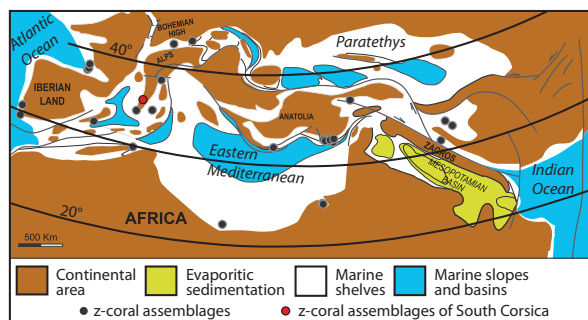 Atlantic
Ocean
BOHEMIAN
HIGH
40°
ALPS
Paratethys
IBERIAN
LAND
ANATOLIA
Eastern
Mediterranean
ZAGROS
MESOPOTAMIAN
BASIN
Indian
Ocean
20°
AFRICA
500 Km
Continental
area
Evaporitic
sedimentation
Marine
shelves
Marine slopes
and basins
z-coral assemblages
z-coral assemblages of South Corsica